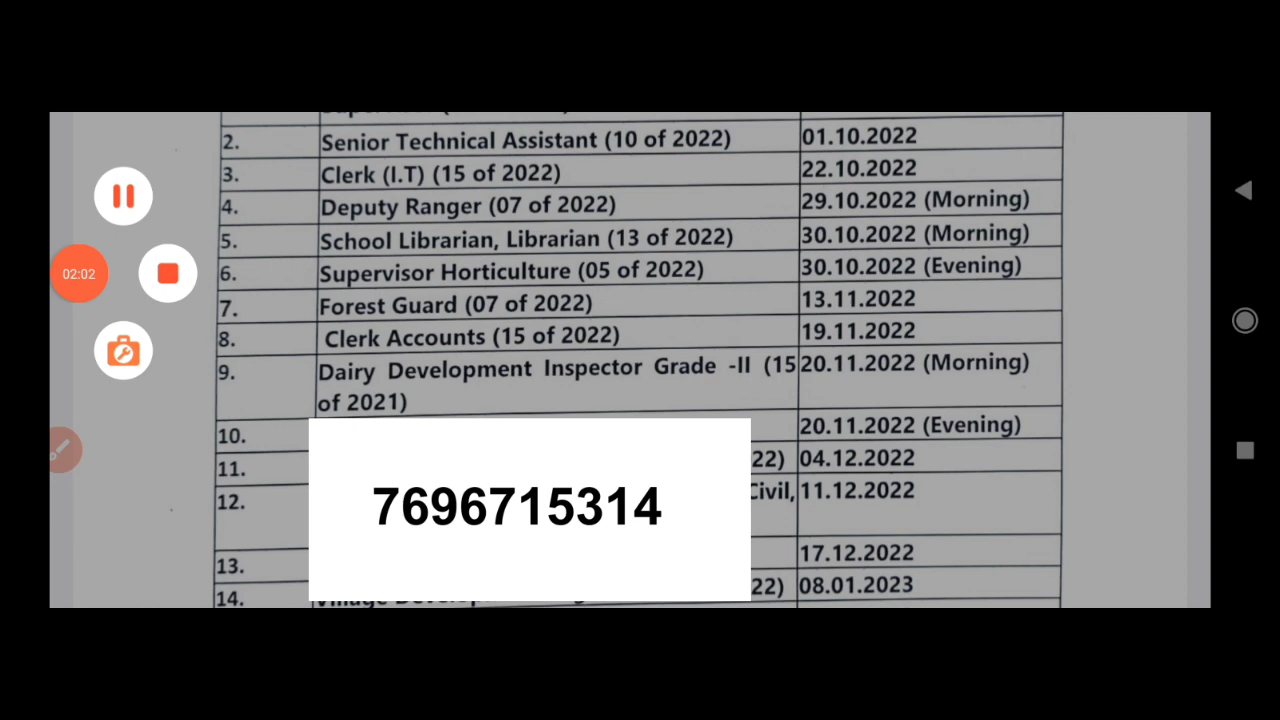 2. Senior Technical Assistant (10 of 2022) 01.10.2022
3. Clerk (I.T) (15 of 2022) 22.10.2022
4. Deputy Ranger (07 of 2022) 29.10.2022 (Morning)
5. School Librarian, Librarian (13 of 2022) 30.10.2022 (Morning)
6. Supervisor Horticulture (05 of 2022) 30.10.2022 (Evening)
7. Forest Guard (07 of 2022) 13.11.2022
8. Clerk Accounts (15 of 2022) 19.11.2022
9. Dairy Development Inspector Grade -II (15 20.11.2022 (Morning)
of 2021)
10. 20.11.2022 (Evening)
11. 22) 04.12.2022
12. Civil, 11.12.2022
13. 17.12.2022
14. 22) 08.01.2023
7696715314
02:02